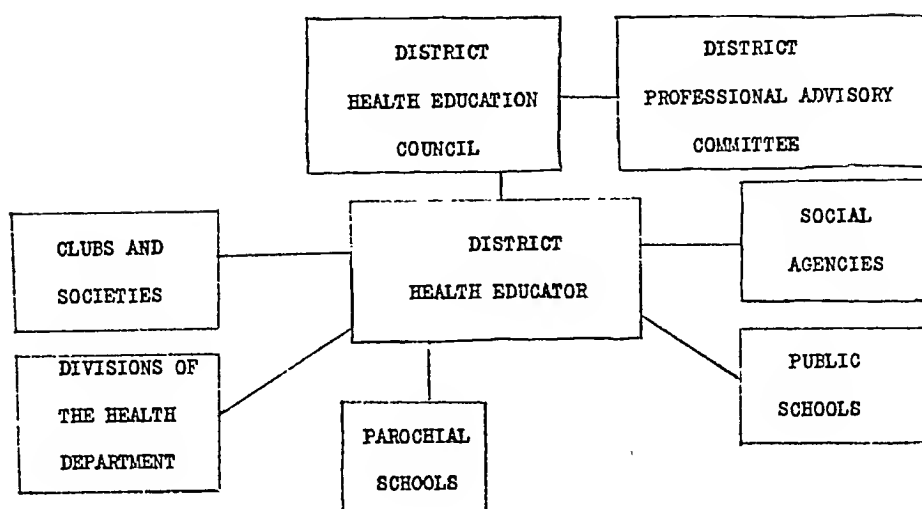 DISTRICT
HEALTH EDUCATION
COUNCIL
DISTRICT
PROFESSIONAL ADVISORY
COMMITTEE
CLUBS AND
SOCIETIES
DISTRICT
HEALTH EDUCATOR
SOCIAL
AGENCIES
DIVISIONS OF
THE HEALTH
DEPARTMENT
PAROCHIAL
SCHOOLS
PUBLIC
SCHOOLS